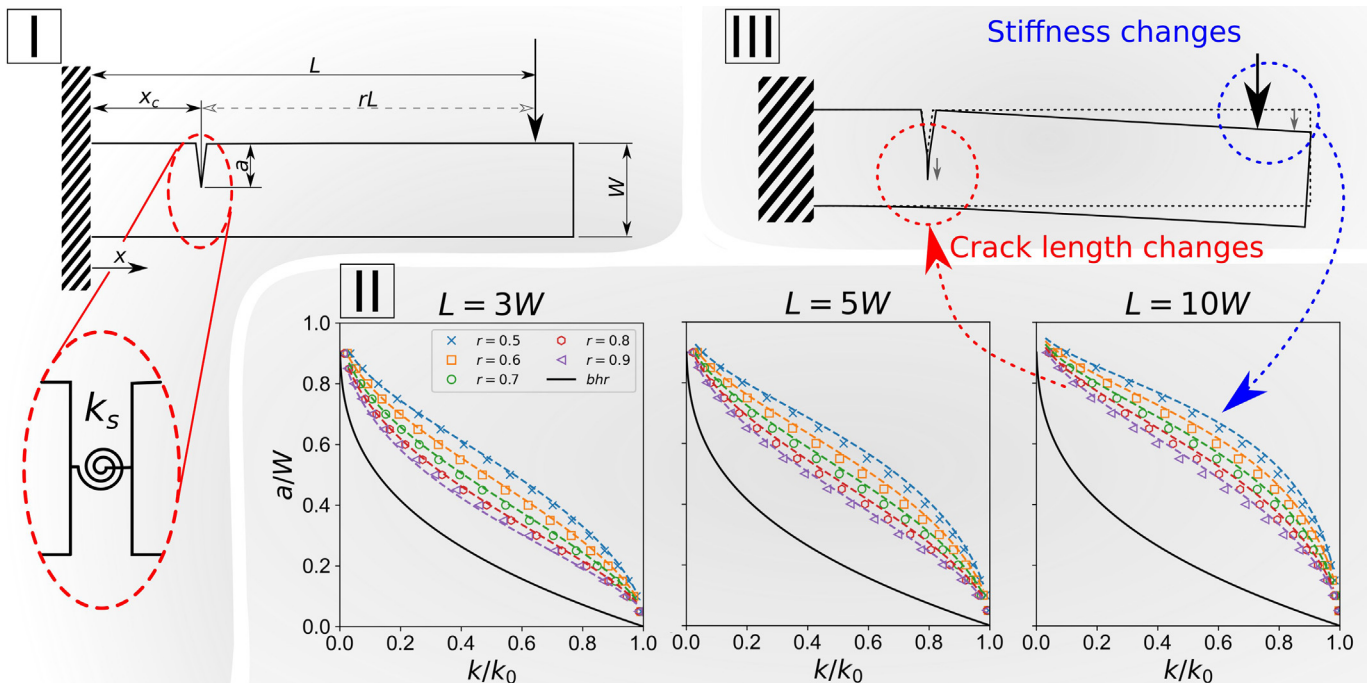 I
L
x_c
rL
a
W
x
k_s
III
Stiffness changes
Crack length changes
II
L = 3W
L = 5W
L = 10W
r = 0.5
r = 0.6
r = 0.7
r = 0.8
r = 0.9
bhr
a/W
1.0
0.8
0.6
0.4
0.2
0.0
0.0 0.2 0.4 0.6 0.8 1.0
k/k_0
0.0 0.2 0.4 0.6 0.8 1.0
k/k_0
0.0 0.2 0.4 0.6 0.8 1.0
k/k_0